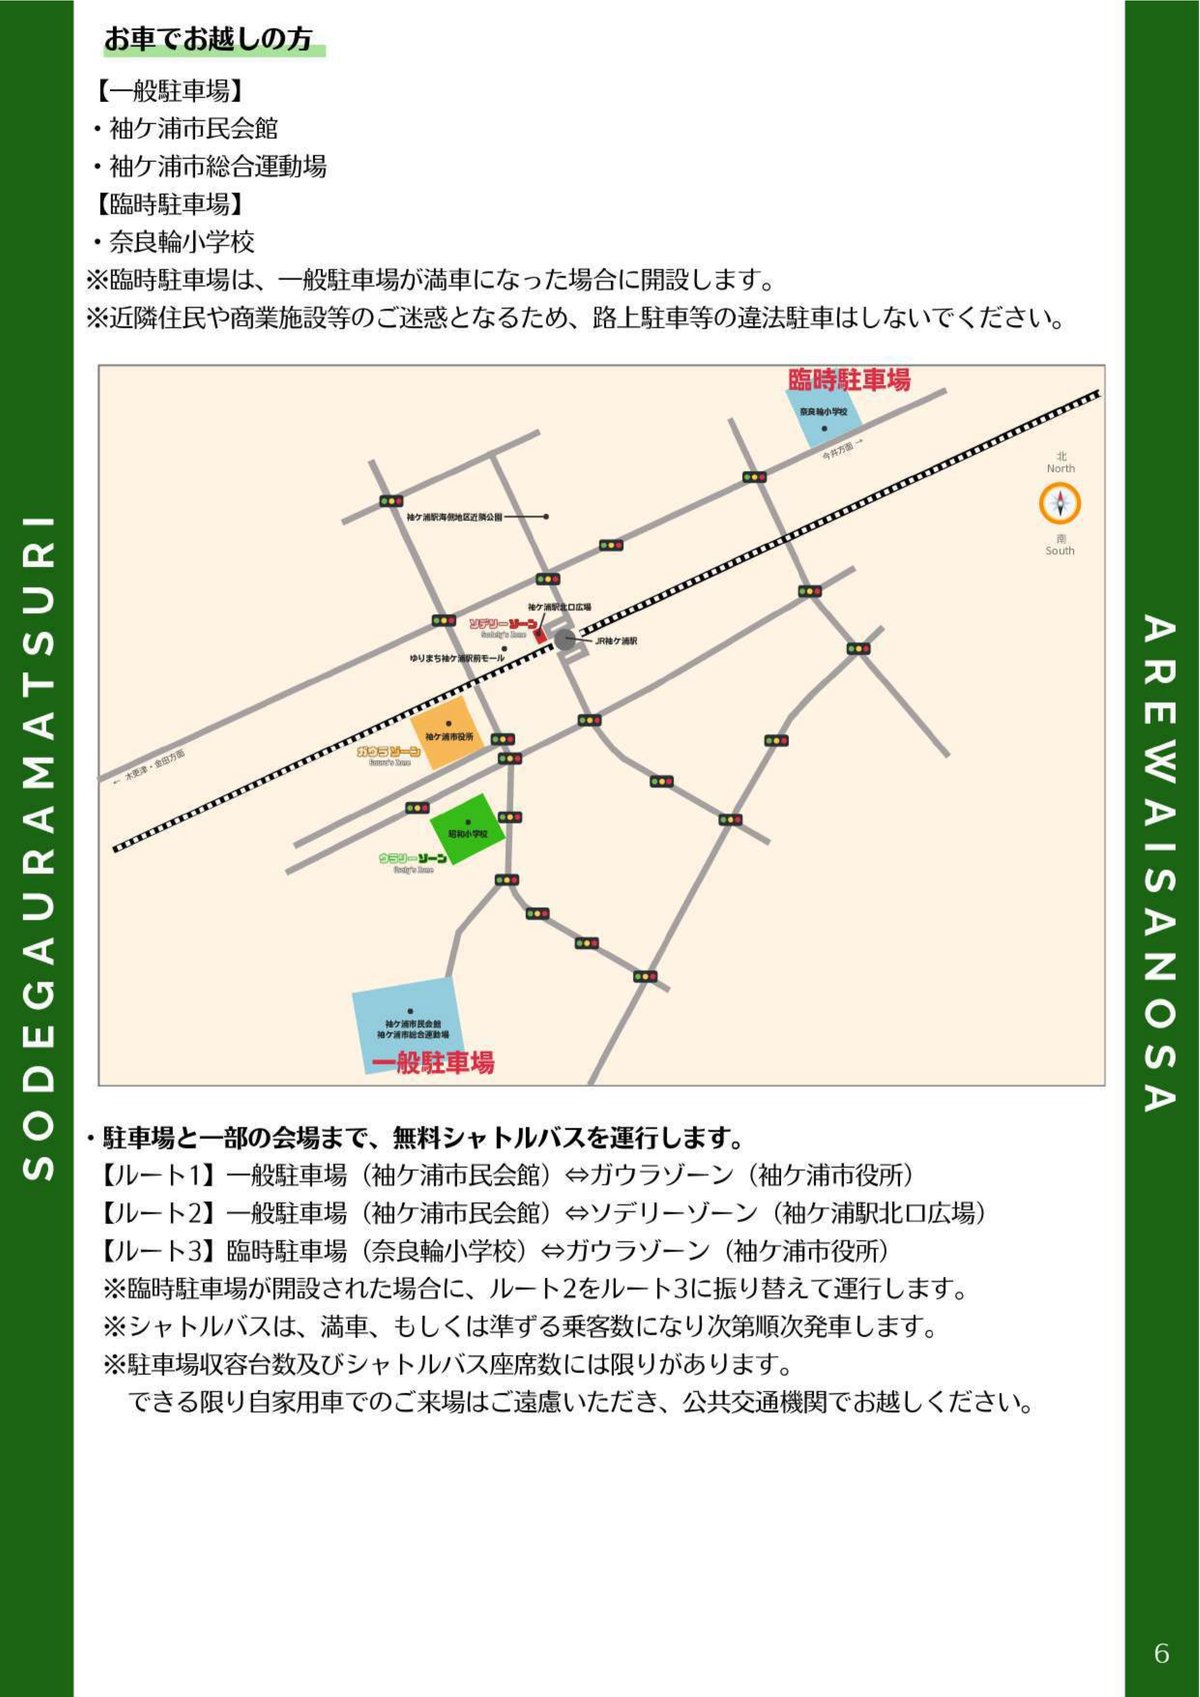 お車でお越しの方
【一般駐車場】
・袖ケ浦市民会館
・袖ケ浦市総合運動場
【臨時駐車場】
・奈良輪小学校
※臨時駐車場は、一般駐車場が満車になった場合に開設します。
※近隣住民や商業施設等のご迷惑となるため、路上駐車等の違法駐車はしないでください。
臨時駐車場
奈良輪小学校
今井方面 →
北
North
南
South
袖ケ浦駅海側地区近隣公園
袖ケ浦駅北口広場
ソデリーゾーン
Sodely's Zone
JR袖ケ浦駅
ゆりまち袖ケ浦駅前モール
袖ケ浦市役所
ガウラゾーン
Gaura's Zone
← 木更津・金田方面
昭和小学校
ウラリーゾーン
Uraly's Zone
袖ケ浦市民会館
袖ケ浦市総合運動場
一般駐車場
・駐車場と一部の会場まで、無料シャトルバスを運行します。
【ルート1】一般駐車場（袖ケ浦市民会館）⇔ガウラゾーン（袖ケ浦市役所）
【ルート2】一般駐車場（袖ケ浦市民会館）⇔ソデリーゾーン（袖ケ浦駅北口広場）
【ルート3】臨時駐車場（奈良輪小学校）⇔ガウラゾーン（袖ケ浦市役所）
※臨時駐車場が開設された場合に、ルート2をルート3に振り替えて運行します。
※シャトルバスは、満車、もしくは準ずる乗客数になり次第順次発車します。
※駐車場収容台数及びシャトルバス座席数には限りがあります。
できる限り自家用車でのご来場はご遠慮いただき、公共交通機関でお越しください。
SODEGAURAMATSURI
AREWAISANOSA
6